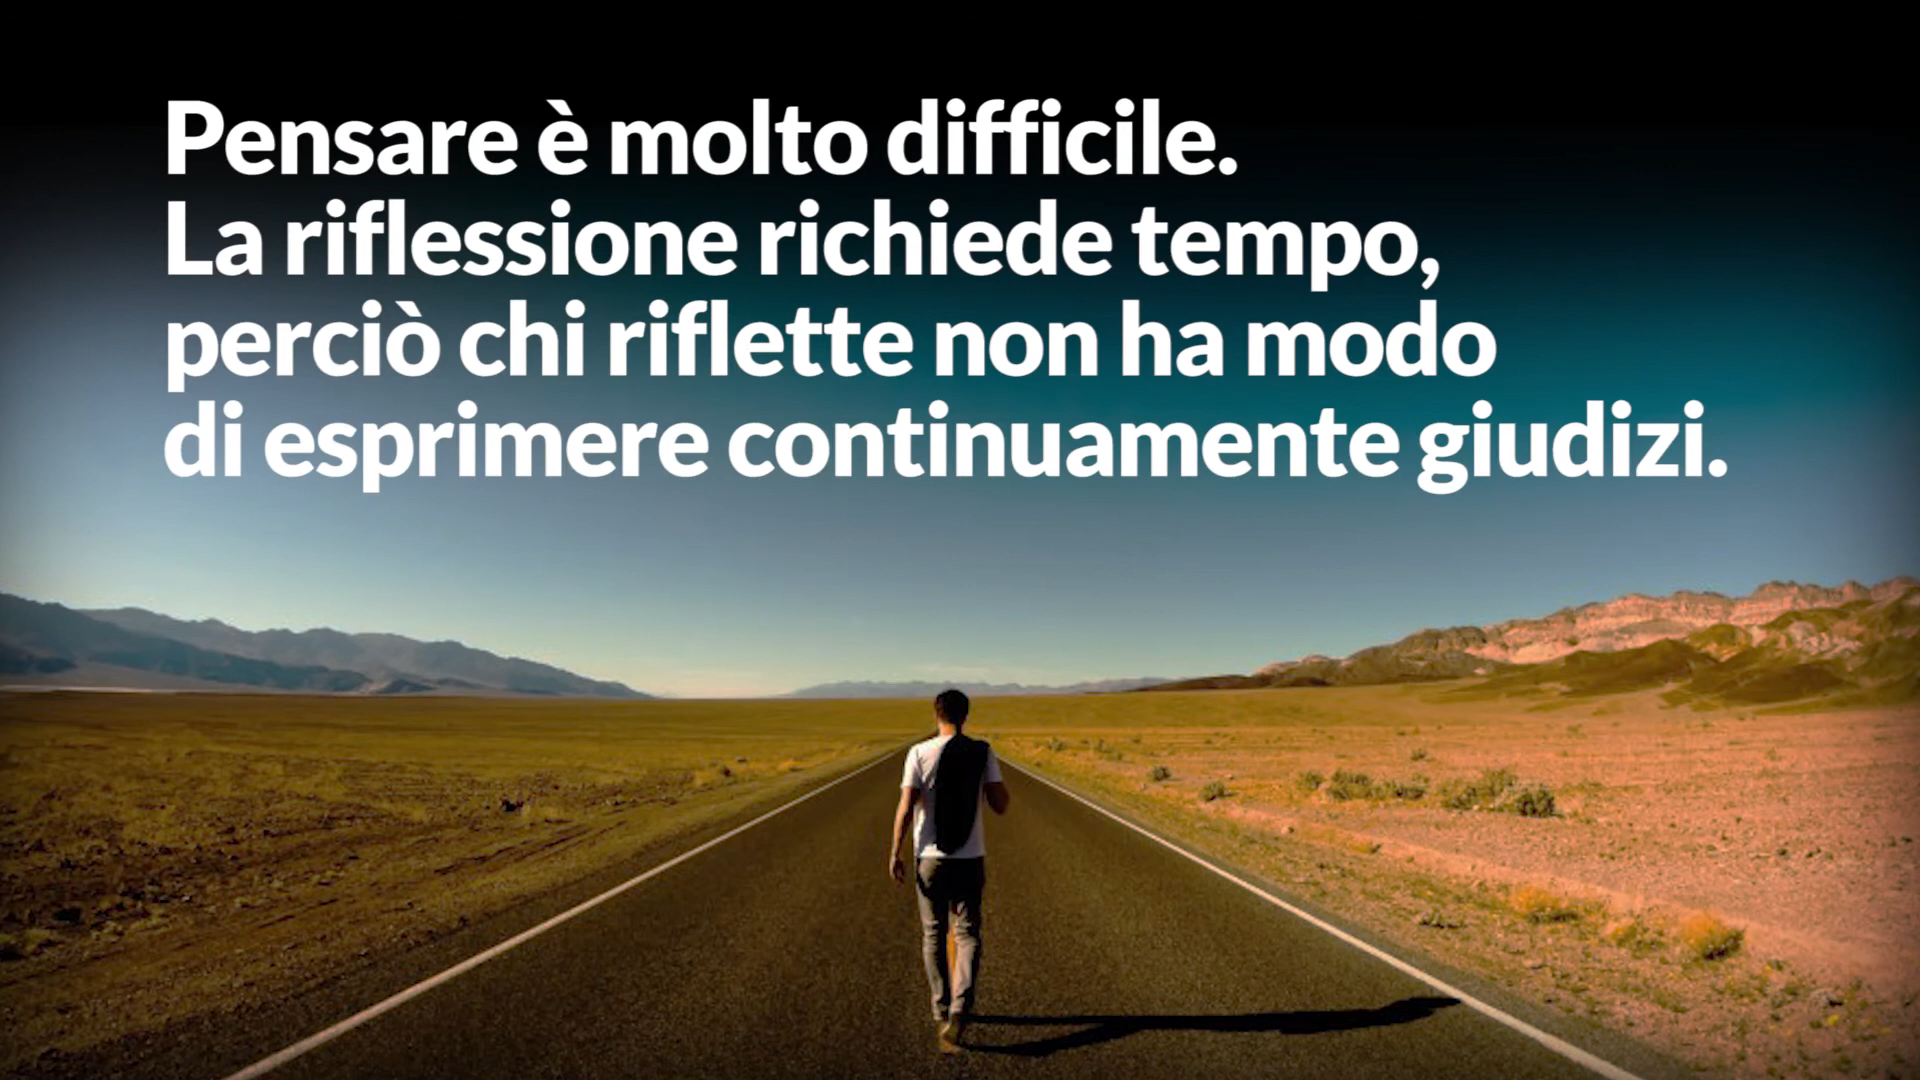 Pensare è molto difficile.
La riflessione richiede tempo,
perciò chi riflette non ha modo
di esprimere continuamente giudizi.